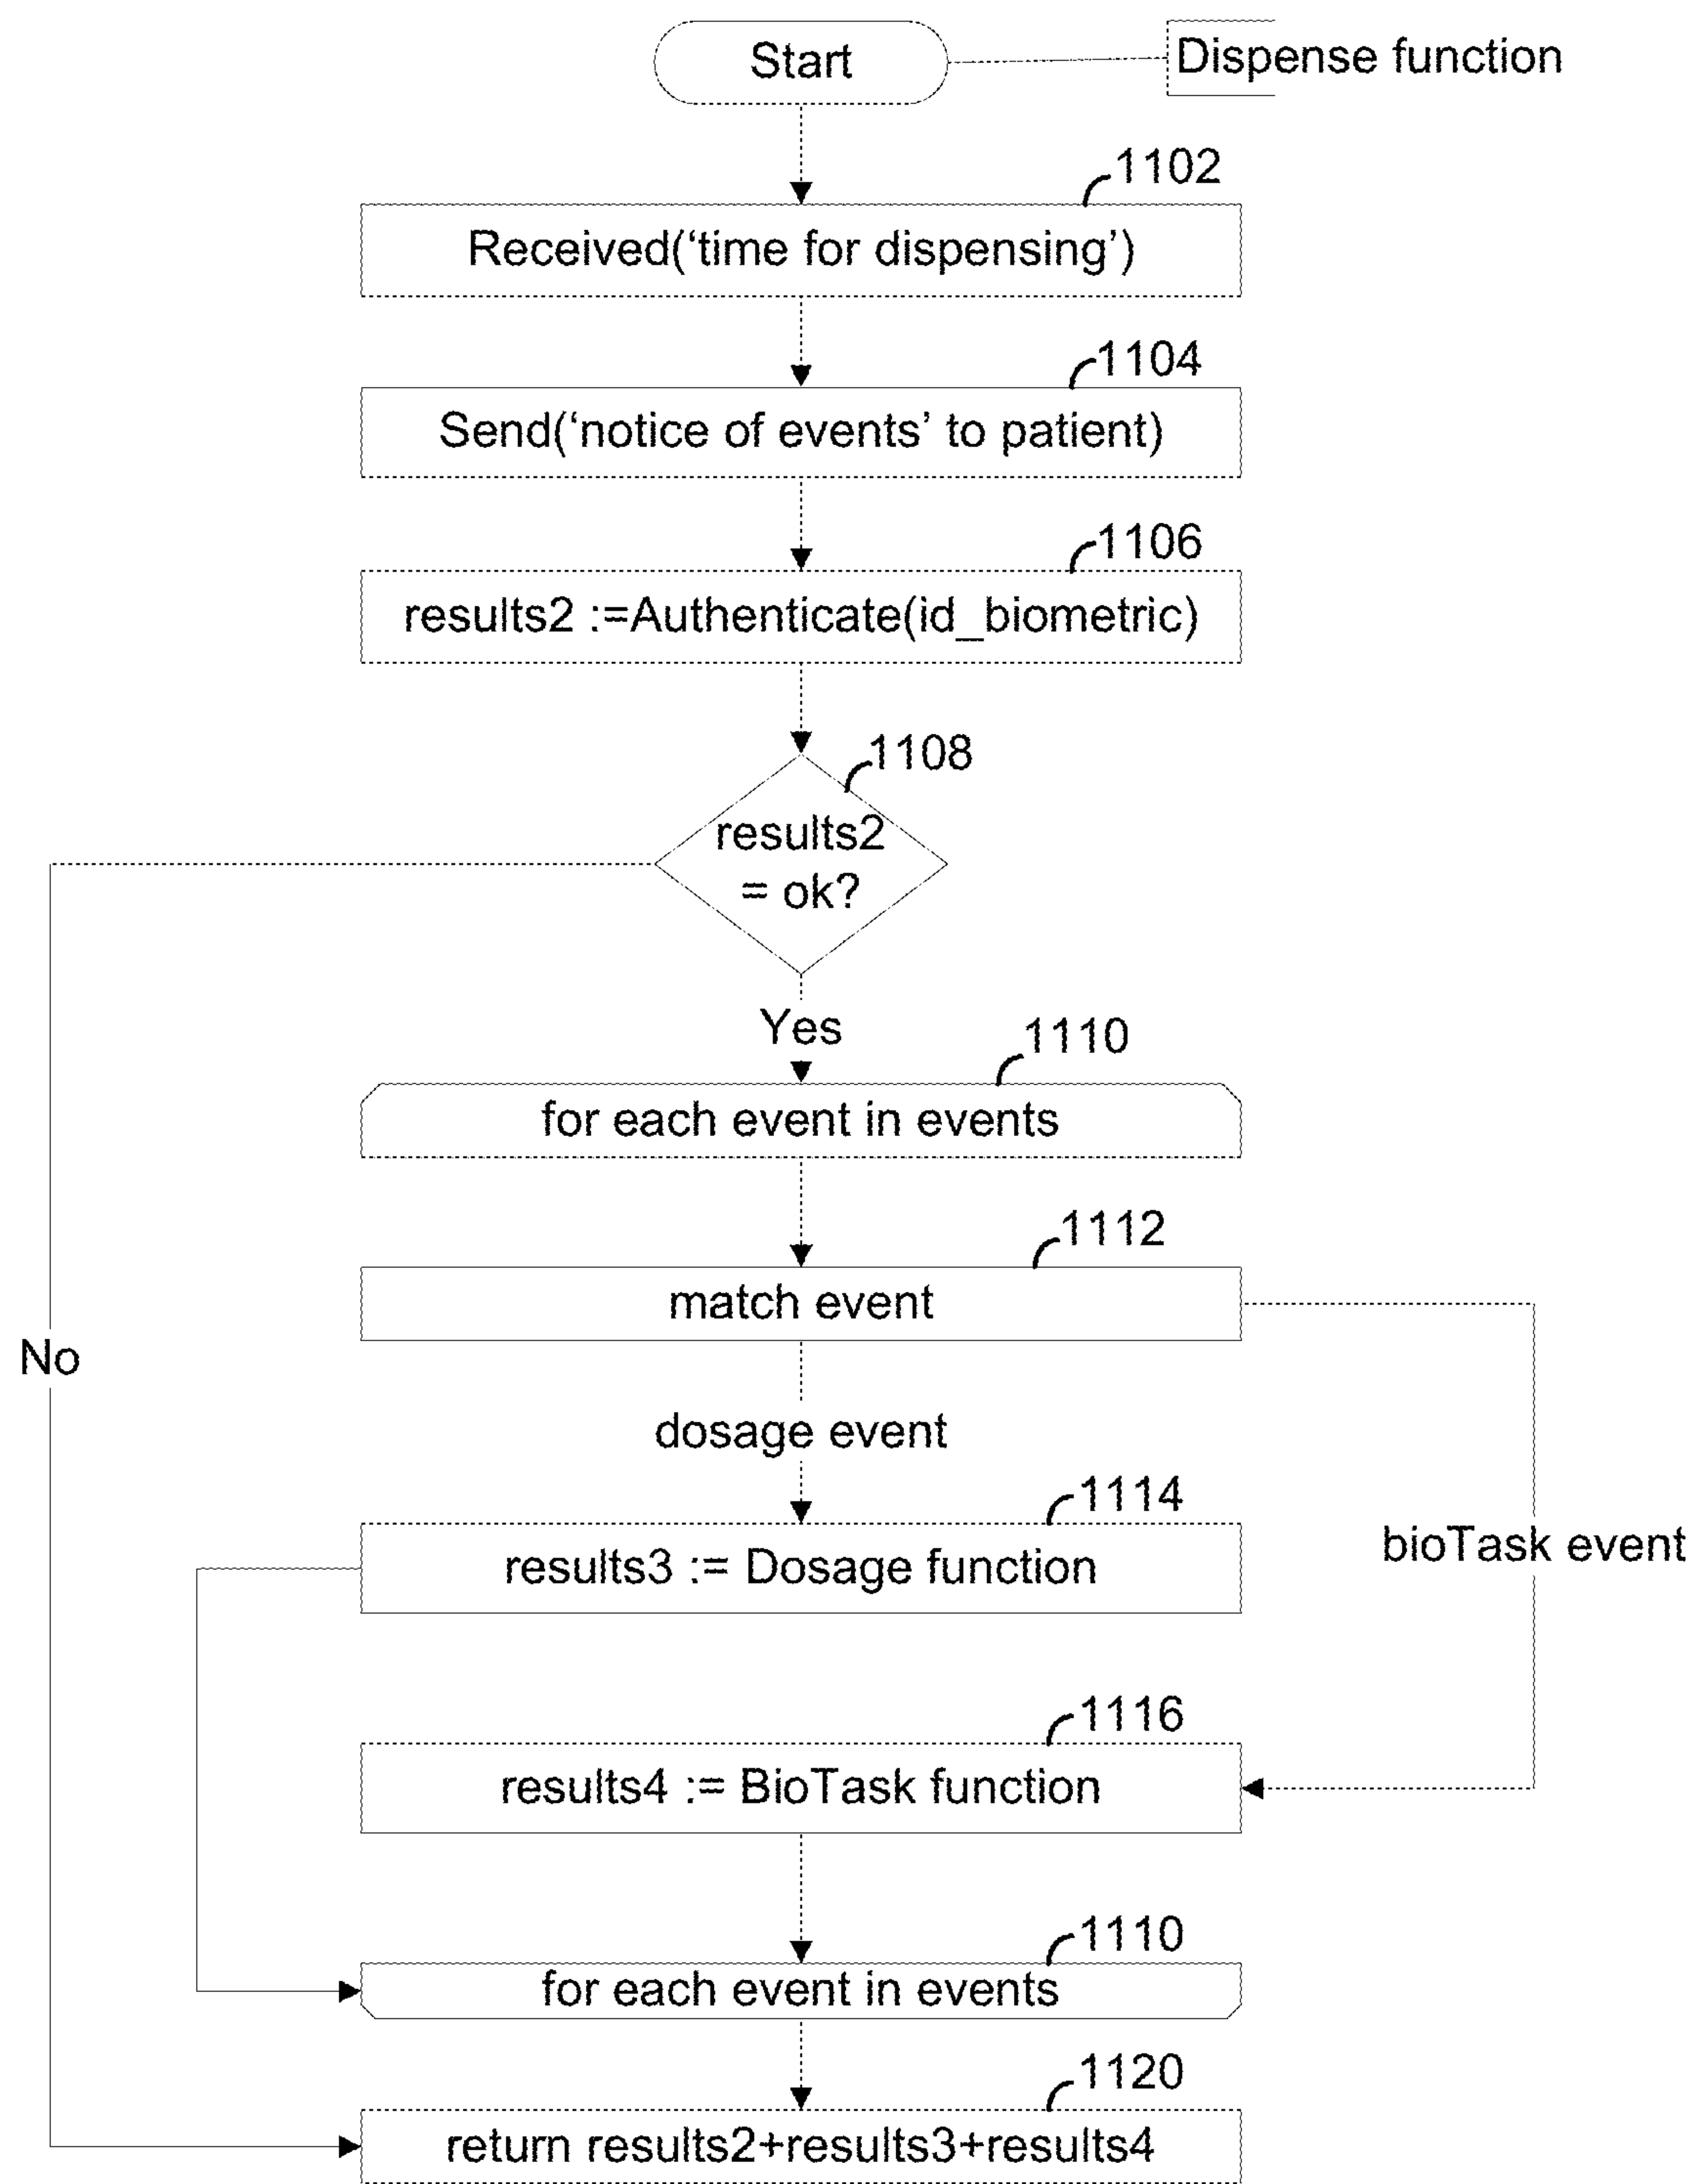 Start
Dispense function
1102
Received(‘time for dispensing’)
1104
Send(‘notice of events’ to patient)
1106
results2 :=Authenticate(id_biometric)
1108
results2
= ok?
Yes
1110
for each event in events
1112
match event
No
dosage event
1114
results3 := Dosage function
bioTask event
1116
results4 := BioTask function
1110
for each event in events
1120
return results2+results3+results4